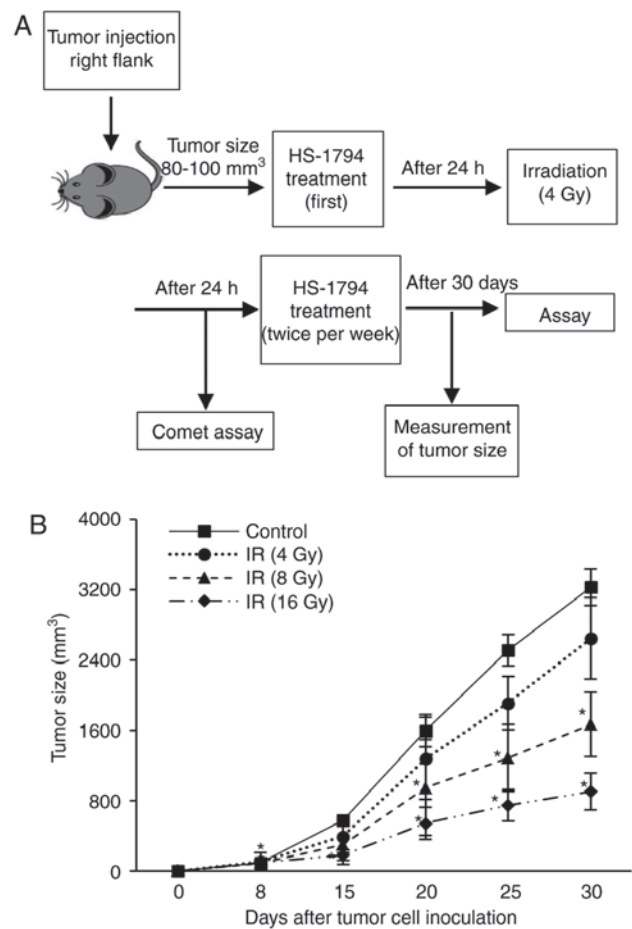 A
Tumor injection
right flank
Tumor size
80-100 mm³
HS-1794
treatment
(first)
After 24 h
Irradiation
(4 Gy)
After 24 h
HS-1794
treatment
(twice per week)
After 30 days
Assay
Comet assay
Measurement
of tumor size
B
Control
IR (4 Gy)
IR (8 Gy)
IR (16 Gy)
Tumor size (mm³)
4000
3200
2400
1600
800
0
* * * * * * * *
0 8 15 20 25 30
Days after tumor cell inoculation